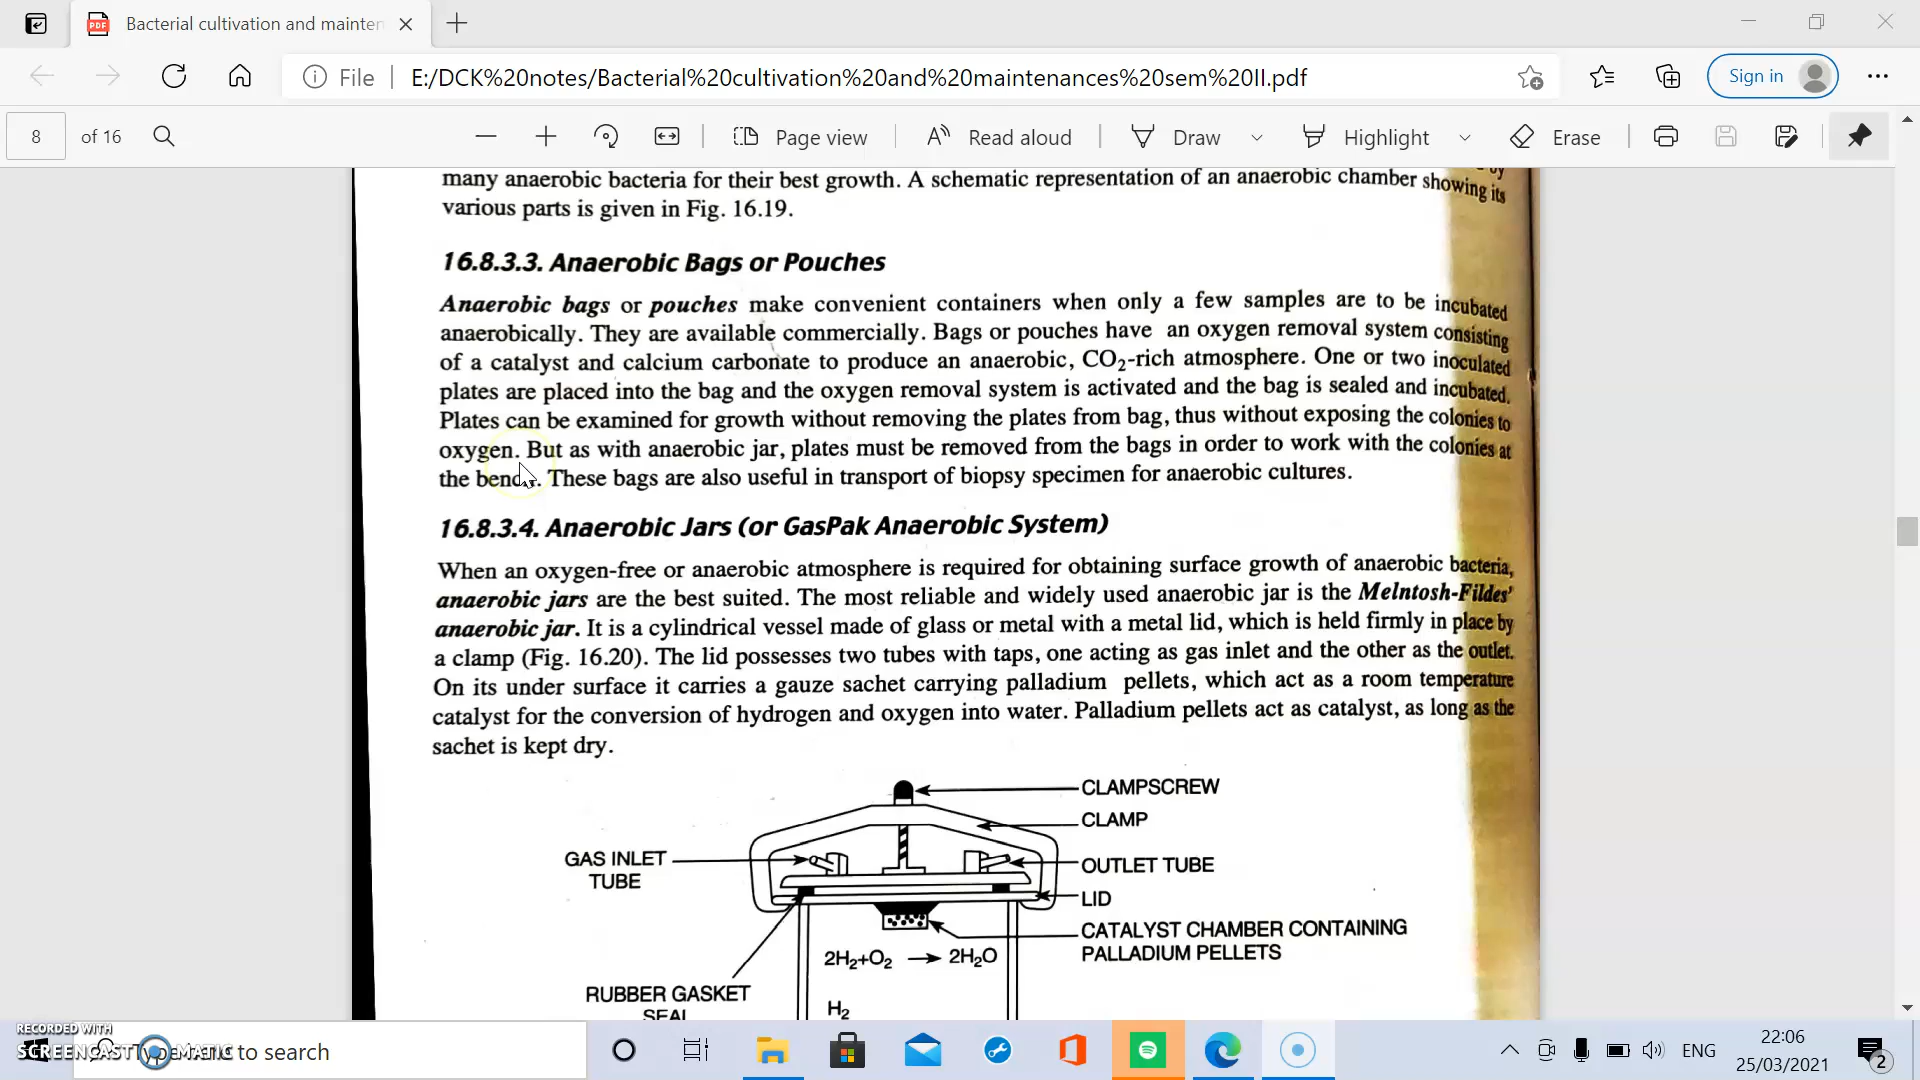 Bacterial cultivation and mainten
File
E:/DCK%20notes/Bacterial%20cultivation%20and%20maintenances%20sem%20II.pdf
Sign in
8 of 16
Page view
Read aloud
Draw
Highlight
Erase
by
many anaerobic bacteria for their best growth. A schematic representation of an anaerobic chamber showing its
various parts is given in Fig. 16.19.
16.8.3.3. Anaerobic Bags or Pouches
Anaerobic bags or pouches make convenient containers when only a few samples are to be incubated
anaerobically. They are available commercially. Bags or pouches have an oxygen removal system consisting
of a catalyst and calcium carbonate to produce an anaerobic, CO2-rich atmosphere. One or two inoculated
plates are placed into the bag and the oxygen removal system is activated and the bag is sealed and incubated.
Plates can be examined for growth without removing the plates from bag, thus without exposing the colonies to
oxygen. But as with anaerobic jar, plates must be removed from the bags in order to work with the colonies at
the These bags are also useful in transport of biopsy specimen for anaerobic cultures.
16.8.3.4. Anaerobic Jars (or GasPak Anaerobic System)
When an oxygen-free or anaerobic atmosphere is required for obtaining surface growth of anaerobic bacteria,
anaerobic jars are the best suited. The most reliable and widely used anaerobic jar is the Melntosh-Fildes'
anaerobic jar. It is a cylindrical vessel made of glass or metal with a metal lid, which is held firmly in place by
a clamp (Fig. 16.20). The lid possesses two tubes with taps, one acting as gas inlet and the other as the outlet.
On its under surface it carries a gauze sachet carrying palladium pellets, which act as a room temperature
catalyst for the conversion of hydrogen and oxygen into water. Palladium pellets act as catalyst, as long as the
sachet is kept dry.
CLAMPSCREW
CLAMP
GAS INLET
TUBE
OUTLET TUBE
LID
CATALYST CHAMBER CONTAINING
PALLADIUM PELLETS
2H2+O2 → 2H2O
RUBBER GASKET
SEAL
H2
RECORDED WITH
SCREENCAST MATIC
to search
ENG
22:06
25/03/2021
2